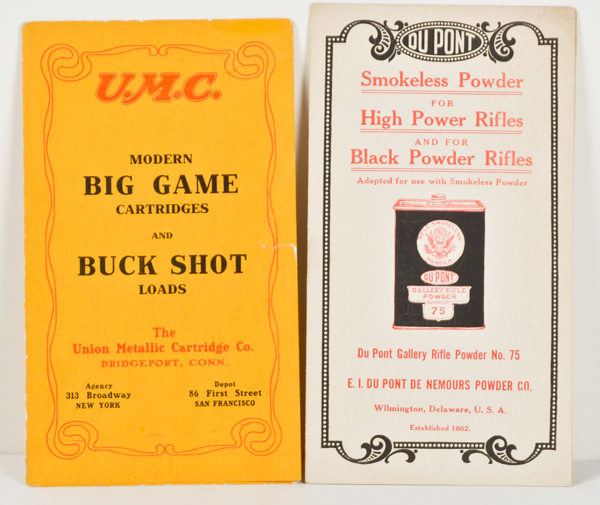 U.M.C.
MODERN
BIG GAME
CARTRIDGES
AND
BUCK SHOT
LOADS
The
Union Metallic Cartridge Co.
BRIDGEPORT, CONN.
Agency
313 Broadway
NEW YORK
Depot
86 First Street
SAN FRANCISCO
DU PONT
Smokeless Powder
FOR
High Power Rifles
AND FOR
Black Powder Rifles
Adapted for use with Smokeless Powder
POWDER
DU PONT
GALLERY RIFLE
POWDER
75
Du Pont Gallery Rifle Powder No. 75
E. I. DU PONT DE NEMOURS POWDER CO.
Wilmington, Delaware, U. S. A.
Established 1802.